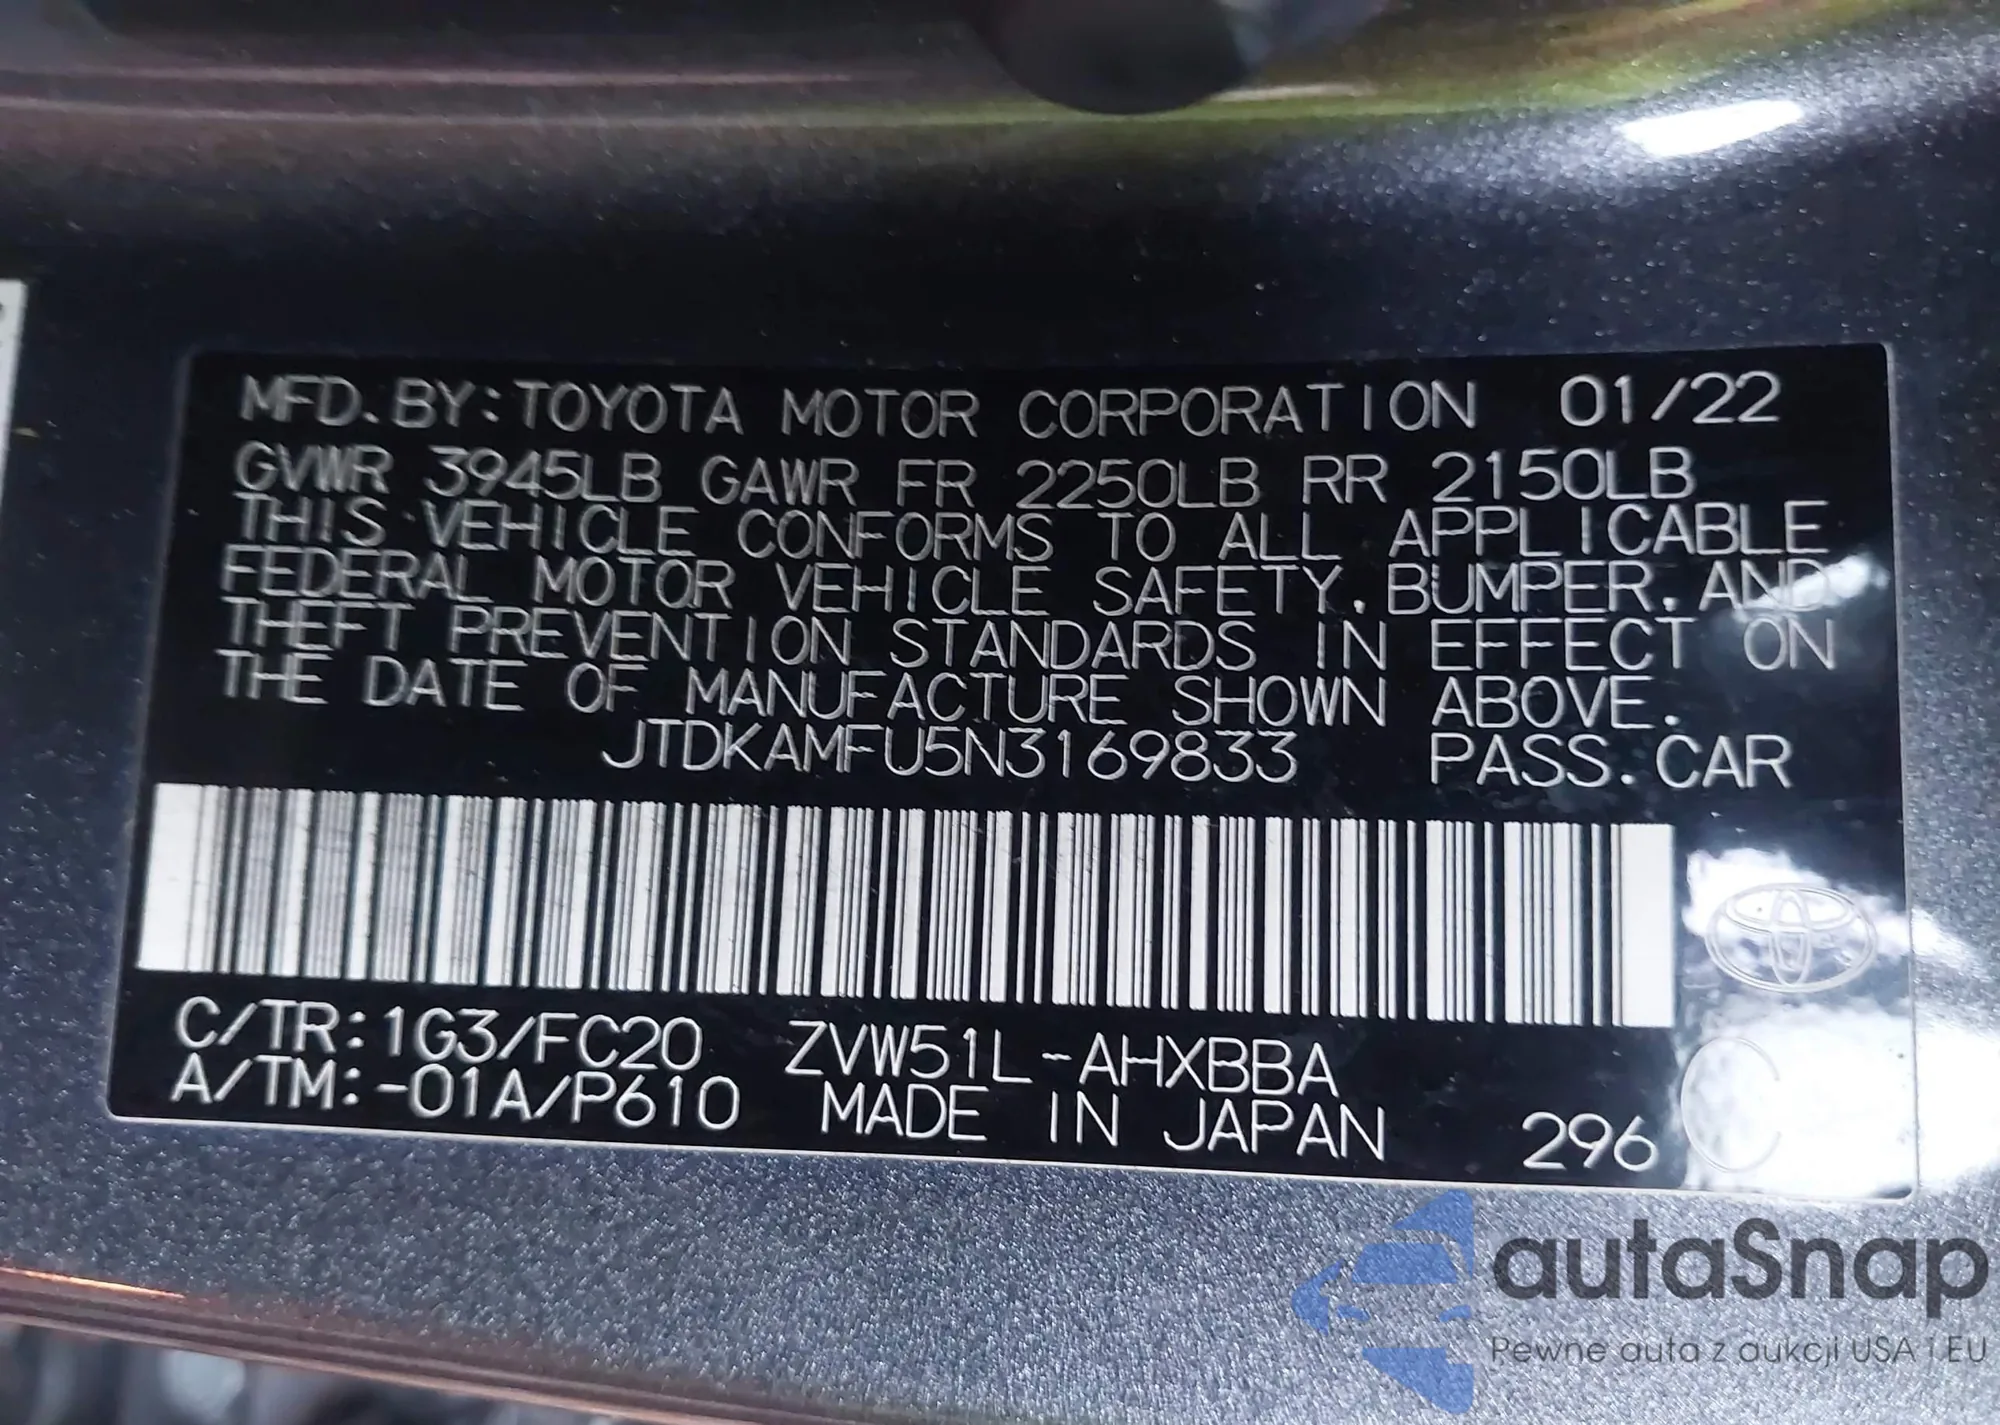 MFD. BY: TOYOTA MOTOR CORPORATION 01/22
GVWR 3945LB GAWR FR 2250LB RR 2150LB
THIS VEHICLE CONFORMS TO ALL APPLICABLE
FEDERAL MOTOR VEHICLE SAFETY, BUMPER, AND
THEFT PREVENTION STANDARDS IN EFFECT ON
THE DATE OF MANUFACTURE SHOWN ABOVE.
JTDKAMFU5N3169833 PASS. CAR
C/TR: 1G3/FC20 ZVW51L-AHXBBA
A/TM: -01A/P610 MADE IN JAPAN 296
autaSnap
Pewne auta z aukcji USA i EU